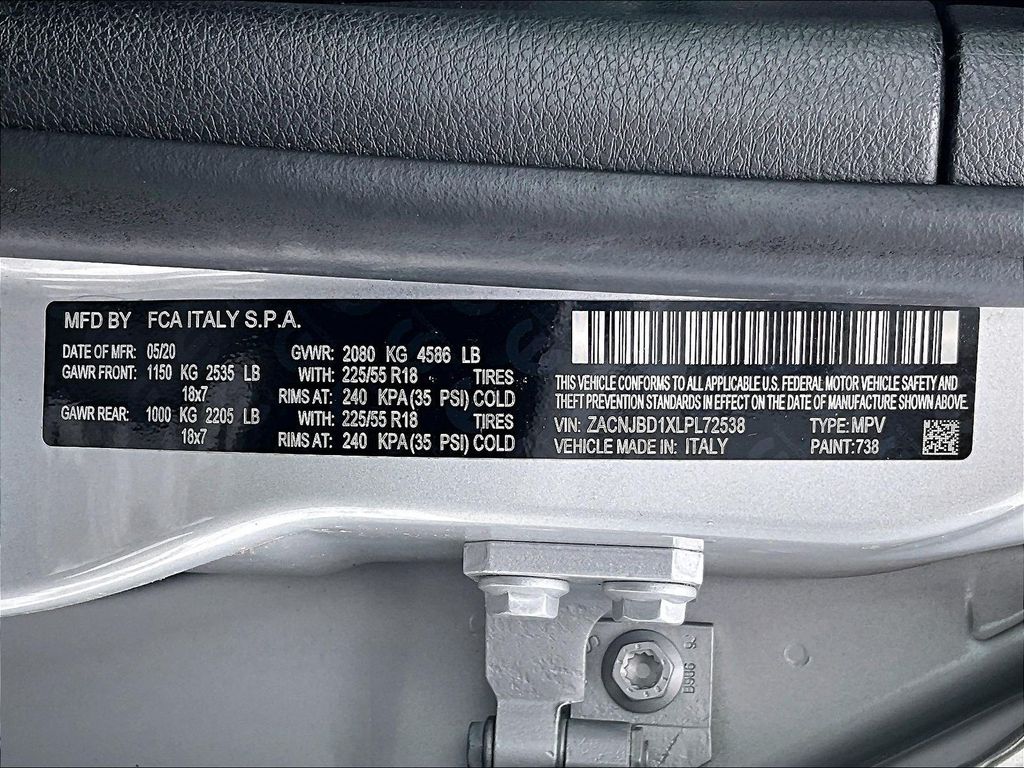 MFD BY FCA ITALY S.P.A.
DATE OF MFR: 05/20 GVWR: 2080 KG 4586 LB
GAWR FRONT: 1150 KG 2535 LB WITH: 225/55 R18 TIRES
18x7 RIMS AT: 240 KPA(35 PSI) COLD
GAWR REAR: 1000 KG 2205 LB WITH: 225/55 R18 TIRES
18x7 RIMS AT: 240 KPA(35 PSI) COLD
THIS VEHICLE CONFORMS TO ALL APPLICABLE U.S. FEDERAL MOTOR VEHICLE SAFETY AND
THEFT PREVENTION STANDARDS IN EFFECT ON THE DATE OF MANUFACTURE SHOWN ABOVE.
VIN: ZACNJBD1XLPL72538 TYPE: MPV
VEHICLE MADE IN: ITALY PAINT: 738